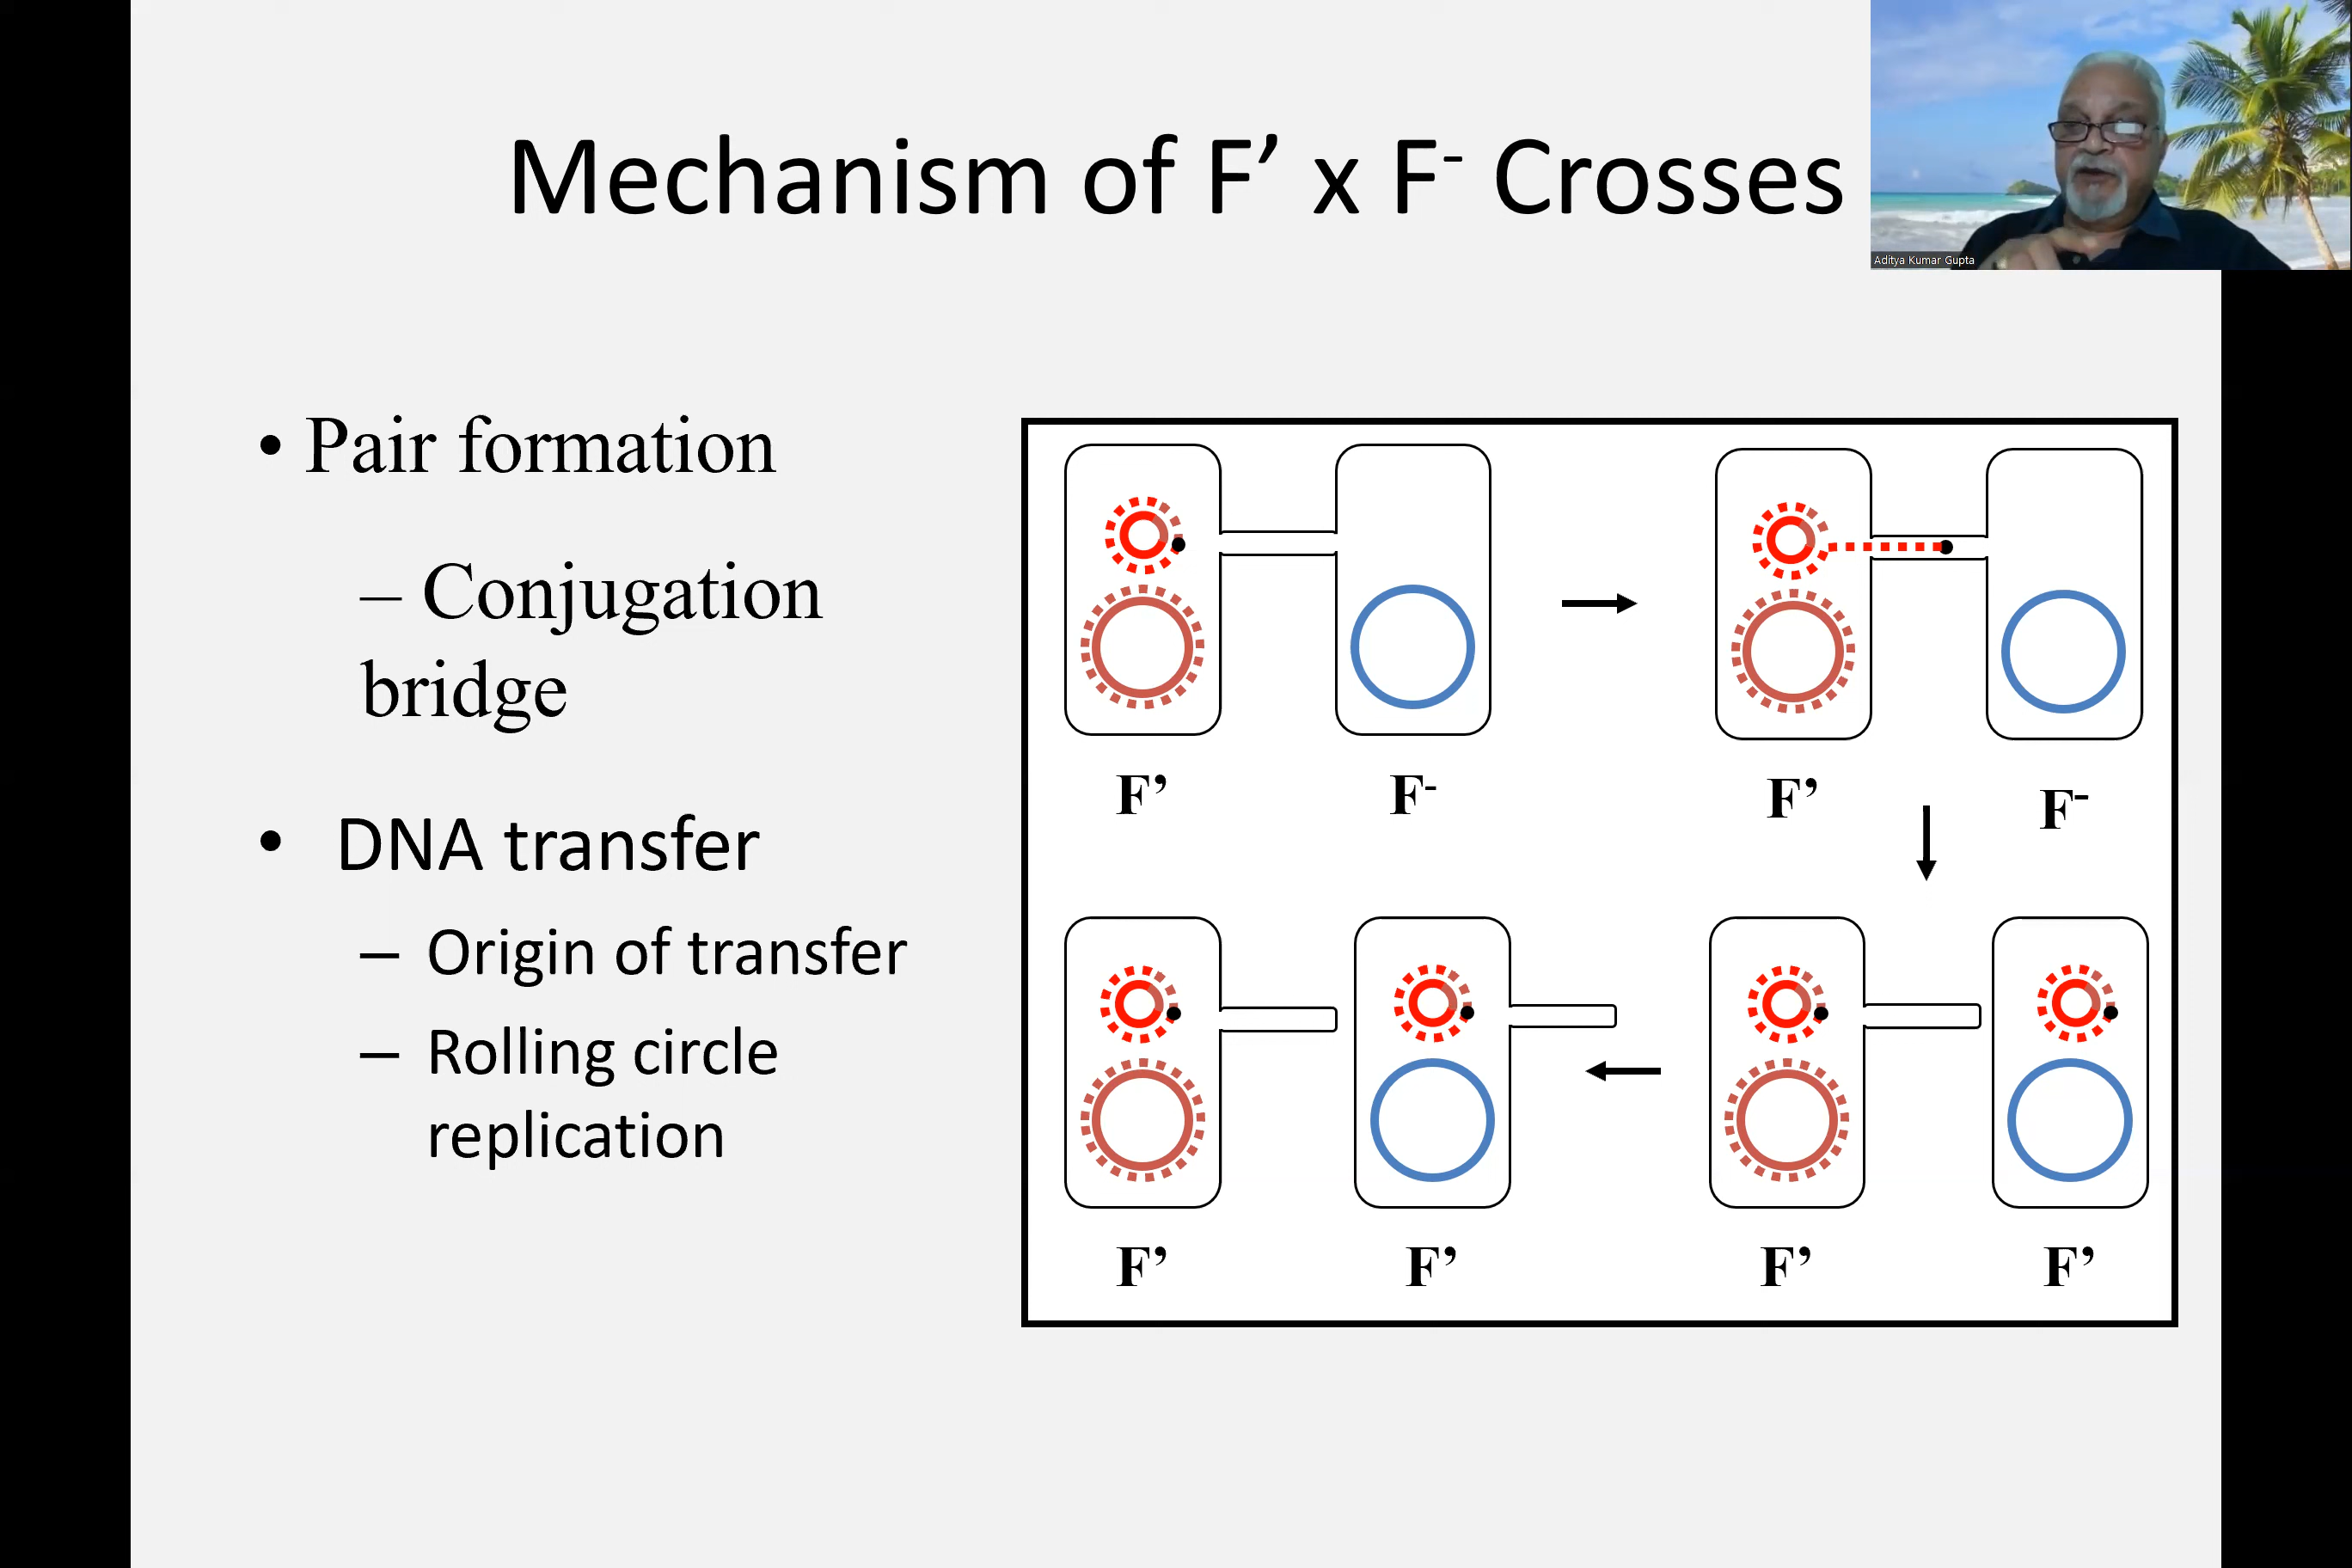 Mechanism of F’ x F⁻ Crosses
Aditya Kumar Gupta
• Pair formation
– Conjugation
bridge
• DNA transfer
– Origin of transfer
– Rolling circle
replication
F’ F⁻ F’ F⁻
F’ F’ F’ F’